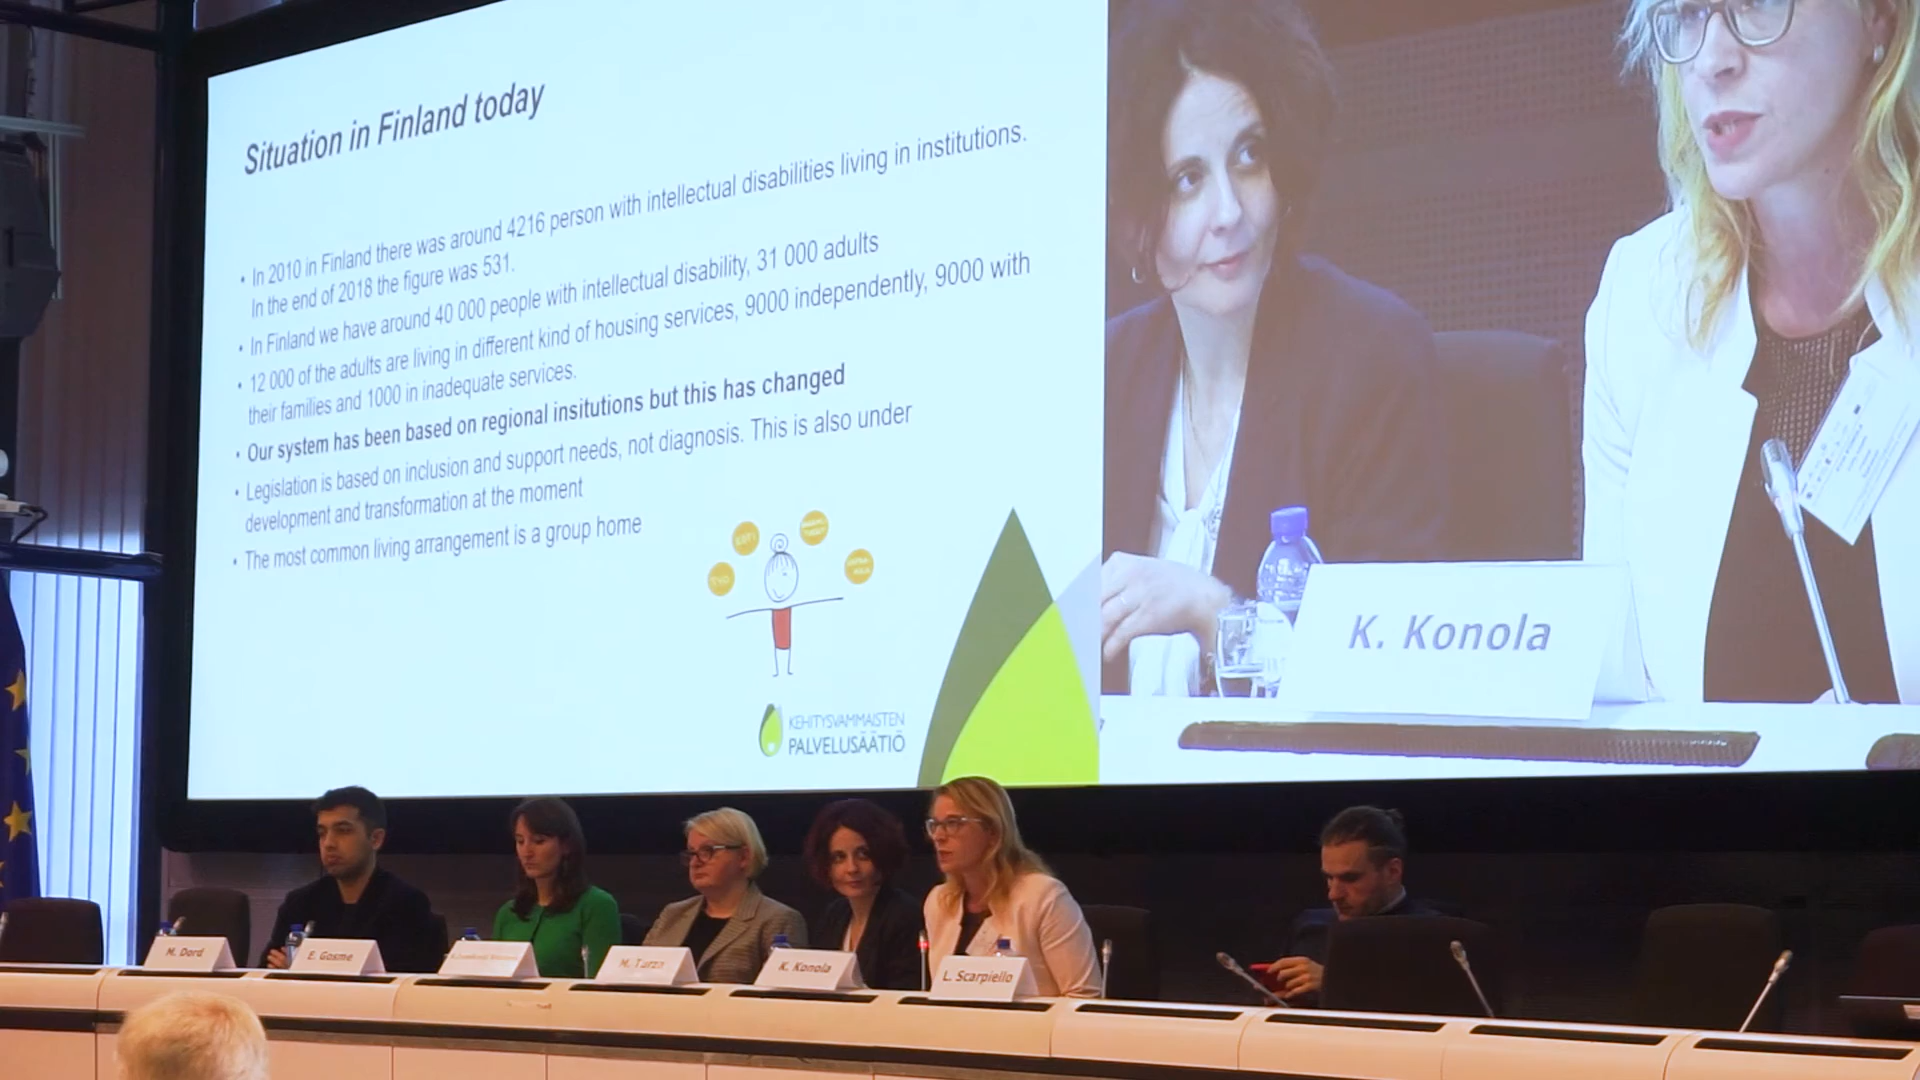 Situation in Finland today
• In 2010 in Finland there was around 4216 person with intellectual disabilities living in institutions.
In the end of 2018 the figure was 531.
• In Finland we have around 40 000 people with intellectual disability, 31 000 adults
• 12 000 of the adults are living in different kind of housing services, 9000 independently, 9000 with
their families and 1000 in inadequate services.
• Our system has been based on regional insitutions but this has changed
• Legislation is based on inclusion and support needs, not diagnosis. This is also under
development and transformation at the moment
• The most common living arrangement is a group home
KEHITYSVAMMAISTEN
PALVELUSÄÄTIÖ
K. Konola
M. Dord
E. Gosme
M. Turza
K. Konola
L. Scarpiello